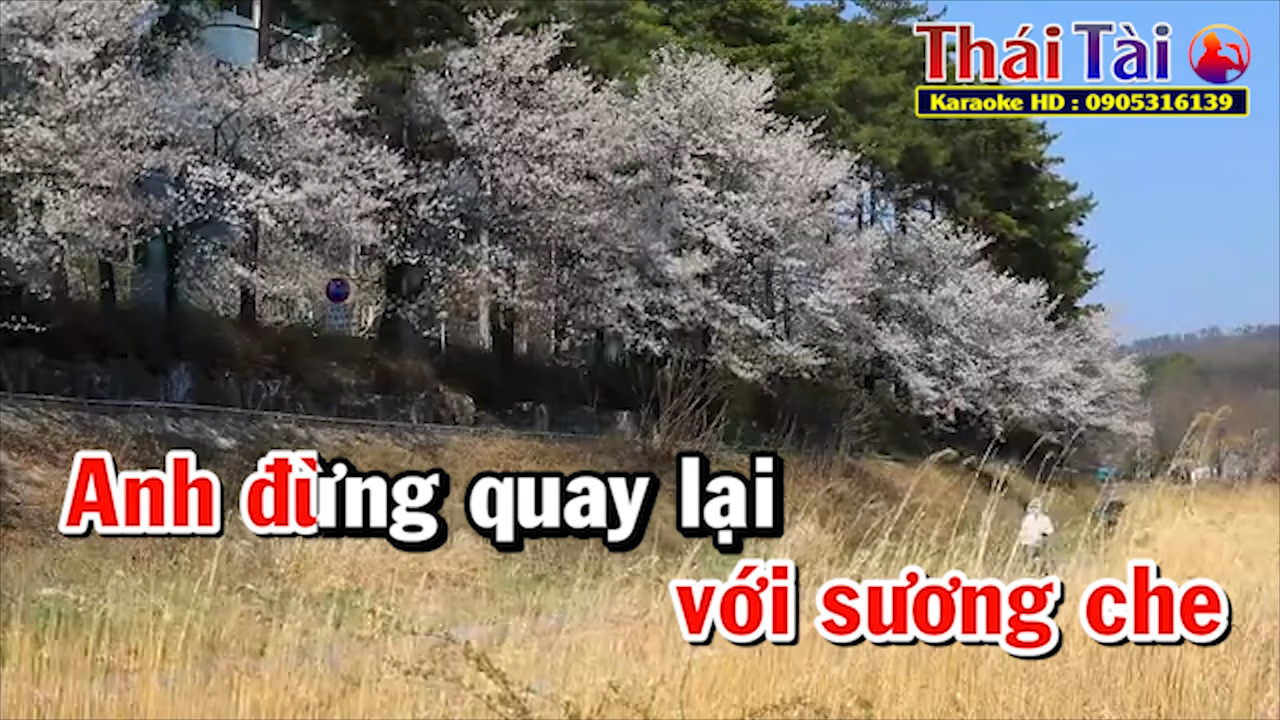 Thái Tài
Karaoke HD : 0905316139
Anh đừng quay lại
với sương che